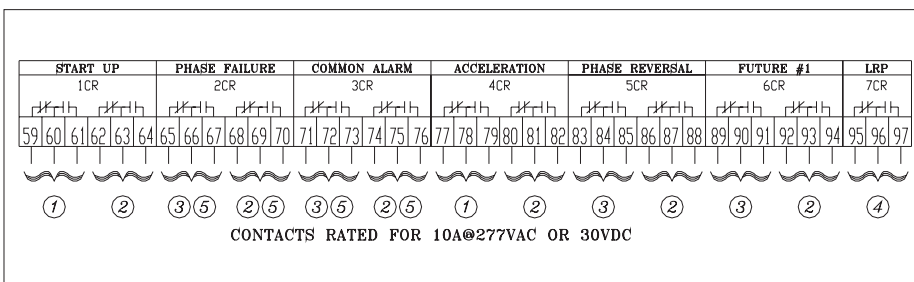 START UP PHASE FAILURE COMMON ALARM ACCELERATION PHASE REVERSAL FUTURE #1 LRP
1CR 2CR 3CR 4CR 5CR 6CR 7CR
59 60 61 62 63 64 65 66 67 68 69 70 71 72 73 74 75 76 77 78 79 80 81 82 83 84 85 86 87 88 89 90 91 92 93 94 95 96 97
1 2 3 5 2 5 3 5 2 5 1 2 3 2 3 2 4
CONTACTS RATED FOR 10A@277VAC OR 30VDC